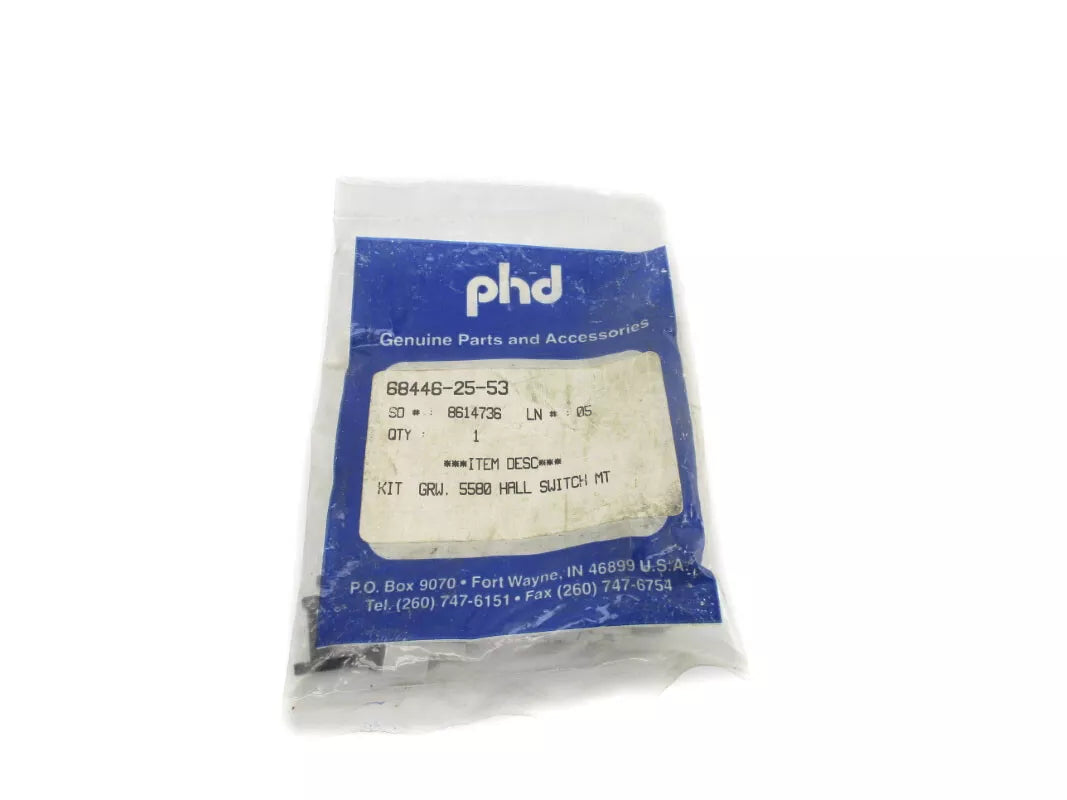 phd
Genuine Parts and Accessories
68446-25-53
SO # : 8614736 LN # : 05
QTY : 1
***ITEM DESC***
KIT GRW. 5580 HALL SWITCH MT
P.O. Box 9070 • Fort Wayne, IN 46899 U.S.A.
Tel. (260) 747-6151 • Fax (260) 747-6754